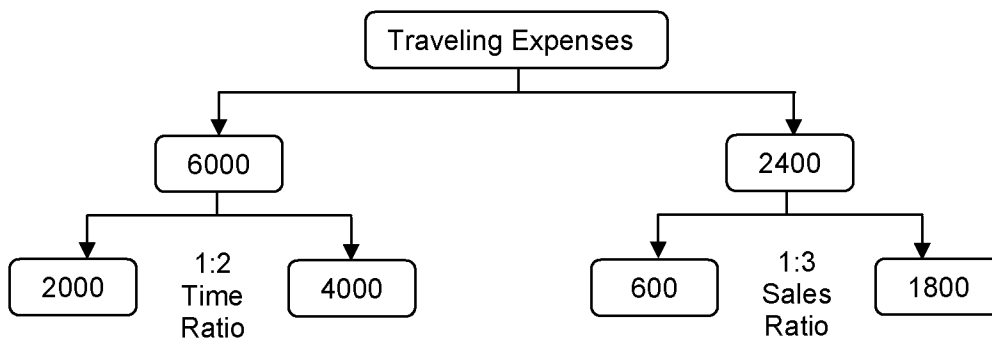 Traveling Expenses
6000
2400
2000
1:2
Time
Ratio
4000
600
1:3
Sales
Ratio
1800